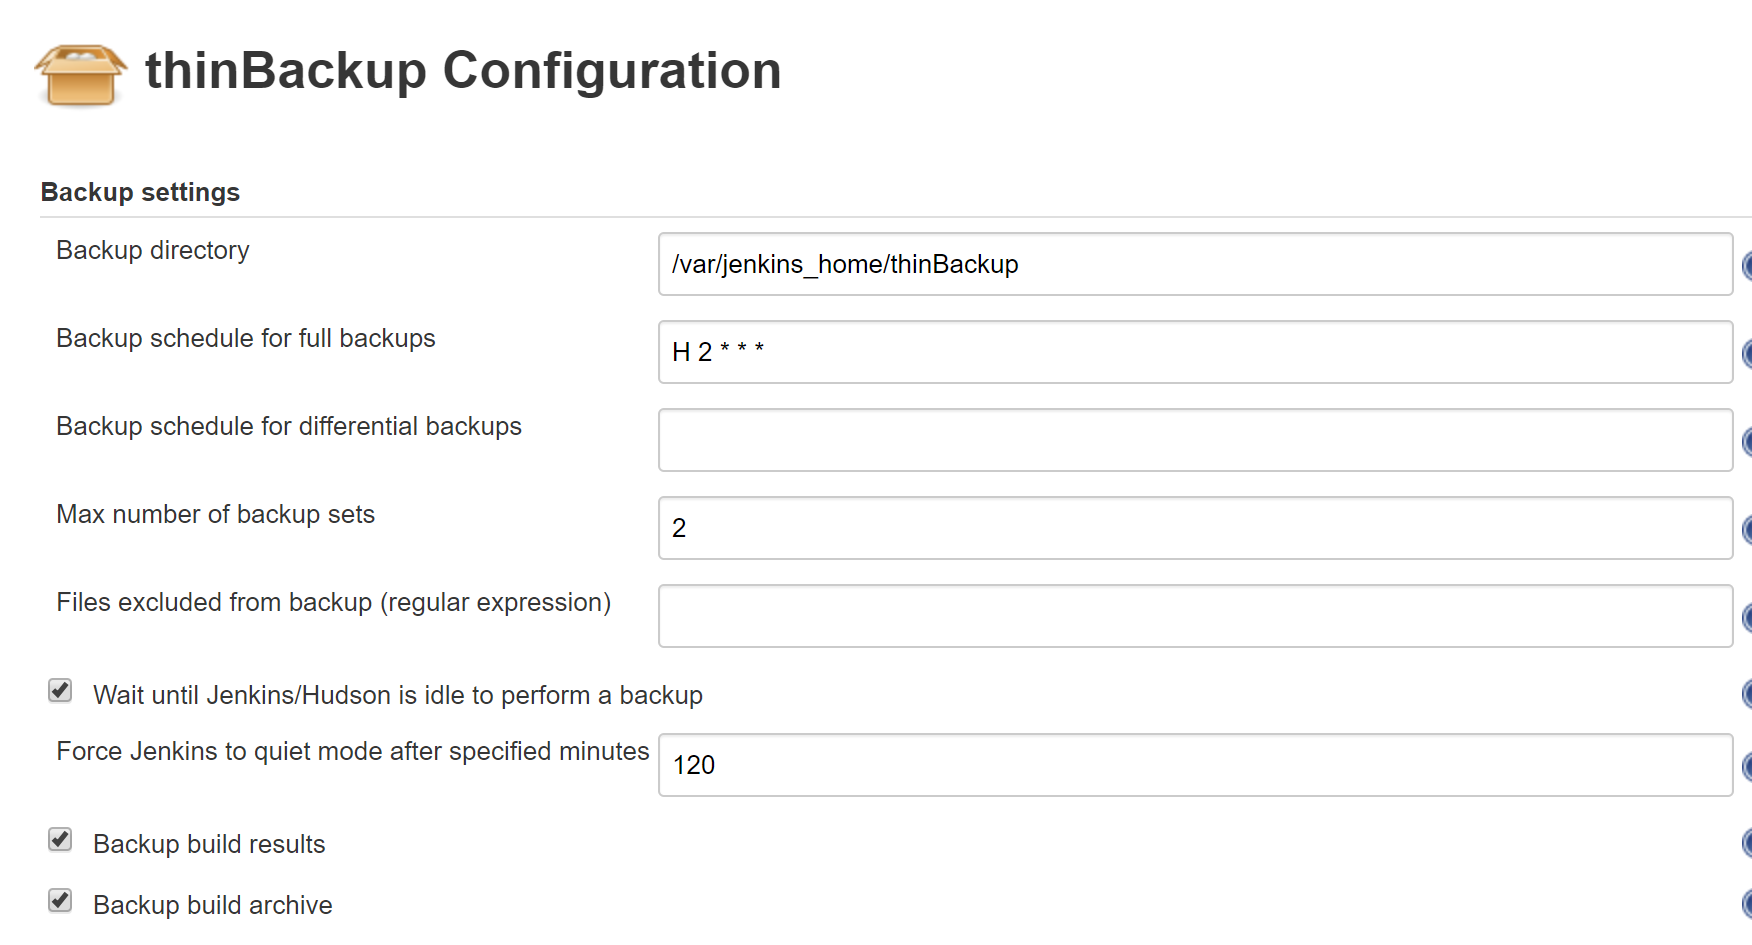 thinBackup Configuration
Backup settings
Backup directory
/var/jenkins_home/thinBackup
Backup schedule for full backups
H 2 * * *
Backup schedule for differential backups
Max number of backup sets
2
Files excluded from backup (regular expression)
Wait until Jenkins/Hudson is idle to perform a backup
Force Jenkins to quiet mode after specified minutes
120
Backup build results
Backup build archive